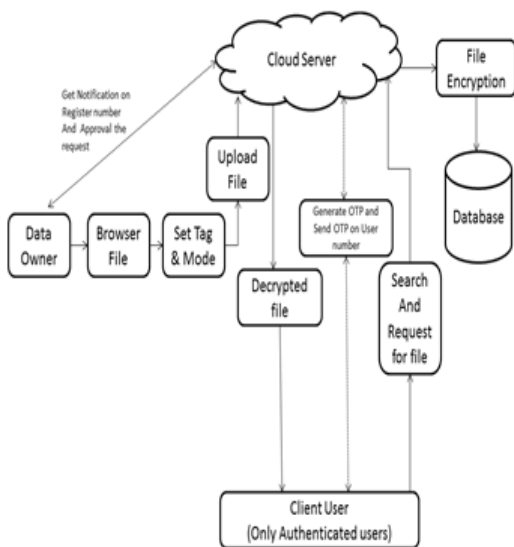 Cloud Server
File
Encryption
Get Notification on
Register number
And Approval the
request
Upload
File
Database
Generate OTP and
Send OTP on User
number
Data
Owner
Browser
File
Set Tag
& Mode
Decrypted
file
Search
And
Request
for file
Client User
(Only Authenticated users)